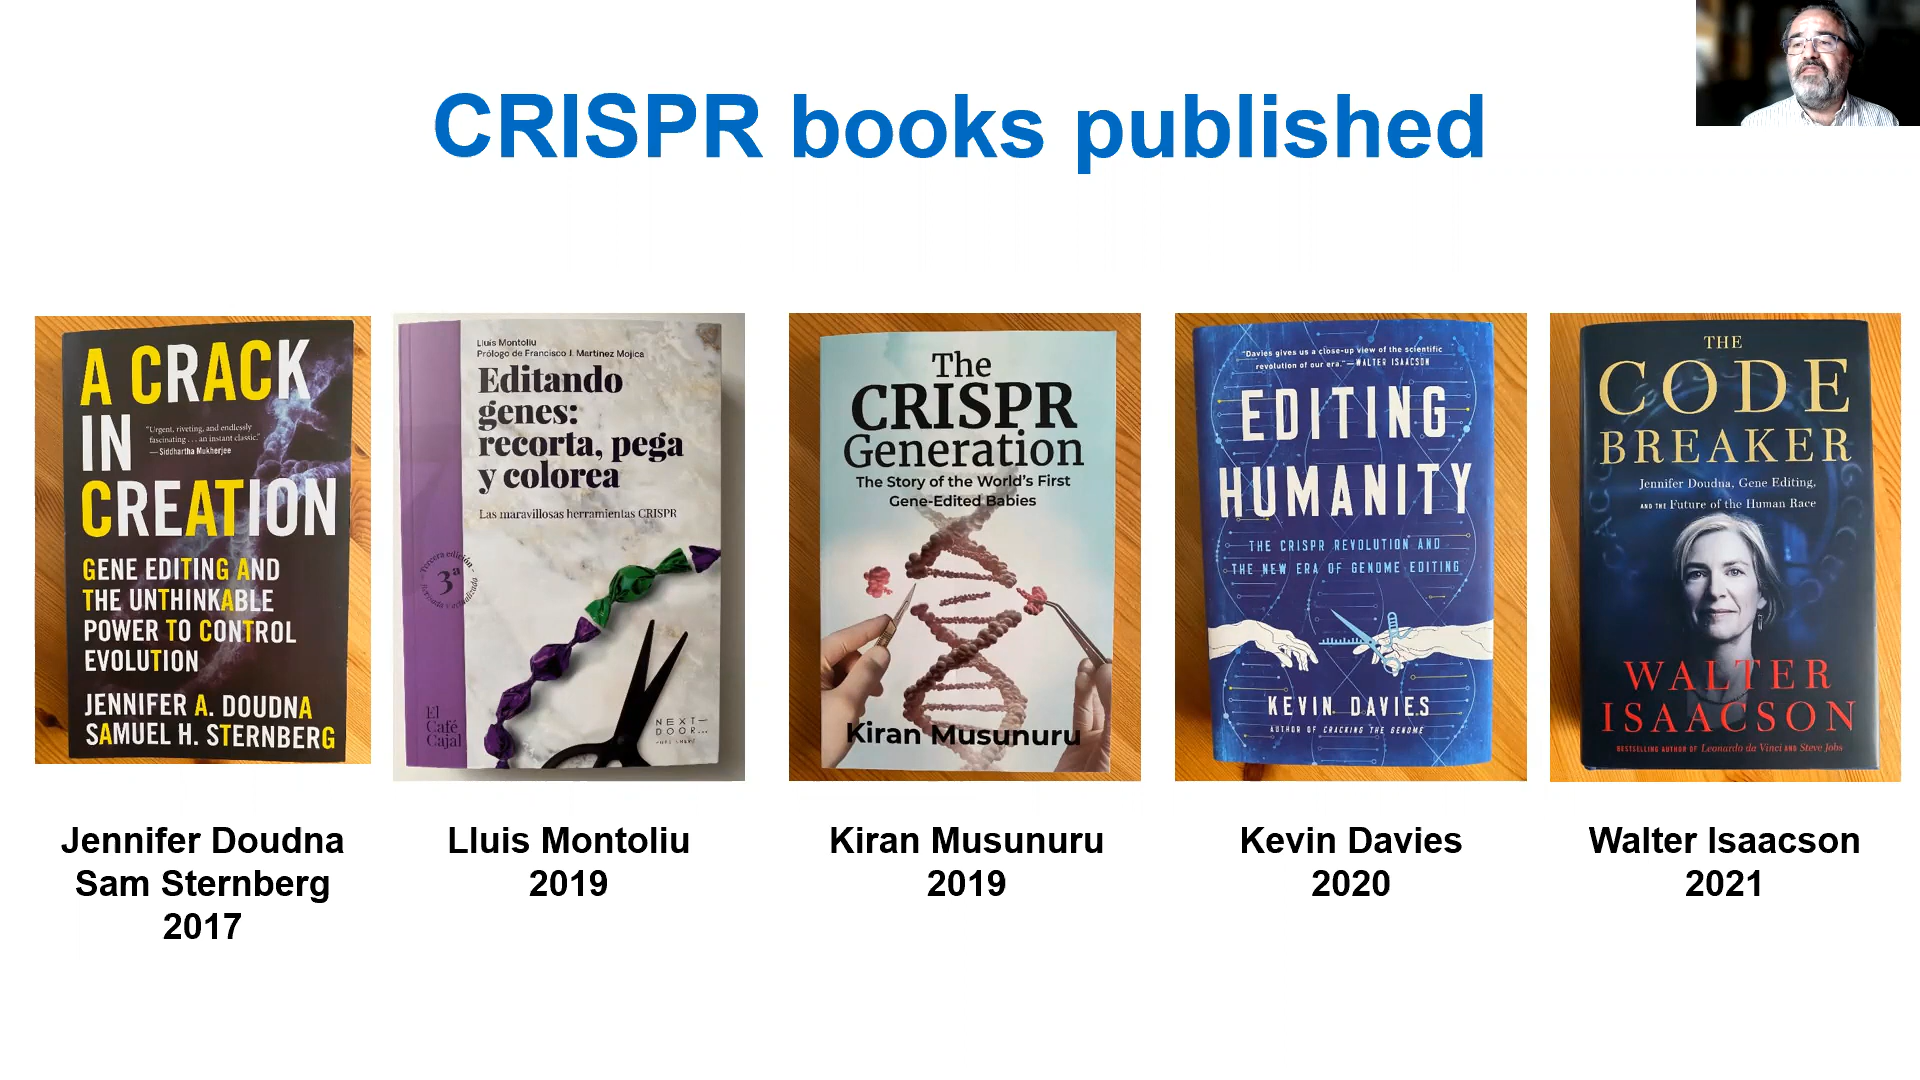 CRISPR books published
A CRACK
IN
CREATION
"Urgent, riveting, and endlessly
fascinating . . . an instant classic."
—Siddhartha Mukherjee
GENE EDITING AND
THE UNTHINKABLE
POWER TO CONTROL
EVOLUTION
JENNIFER A. DOUDNA
SAMUEL H. STERNBERG
Lluís Montoliu
Prólogo de Francisco J. Martínez Mojica
Editando
genes:
recorta, pega
y colorea
Las maravillosas herramientas CRISPR
Tercera edición
3ª
El
Café
Cajal
NEXT—
DOOR...
The
CRISPR
Generation
The Story of the World's First
Gene-Edited Babies
Kiran Musunuru
"Davies gives us a close-up view of the scientific
revolution of our era." —WALTER ISAACSON
EDITING
HUMANITY
THE CRISPR REVOLUTION AND
THE NEW ERA OF GENOME EDITING
KEVIN DAVIES
AUTHOR OF CRACKING THE GENOME
THE
CODE
BREAKER
Jennifer Doudna, Gene Editing,
AND THE Future of the Human Race
WALTER
ISAACSON
BESTSELLING AUTHOR OF Leonardo da Vinci AND Steve Jobs
Jennifer Doudna
Sam Sternberg
2017
Lluis Montoliu
2019
Kiran Musunuru
2019
Kevin Davies
2020
Walter Isaacson
2021